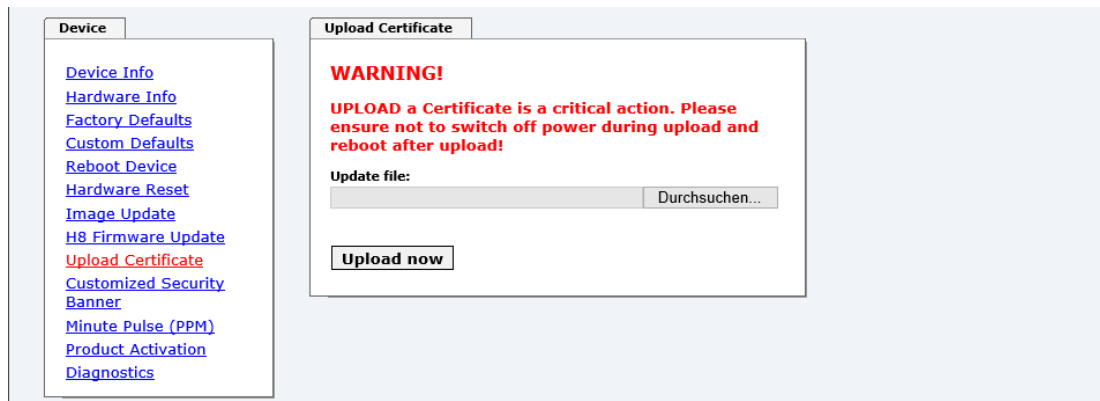 Device
Device Info
Hardware Info
Factory Defaults
Custom Defaults
Reboot Device
Hardware Reset
Image Update
H8 Firmware Update
Upload Certificate
Customized Security
Banner
Minute Pulse (PPM)
Product Activation
Diagnostics
Upload Certificate
WARNING!
UPLOAD a Certificate is a critical action. Please
ensure not to switch off power during upload and
reboot after upload!
Update file:
Durchsuchen...
Upload now